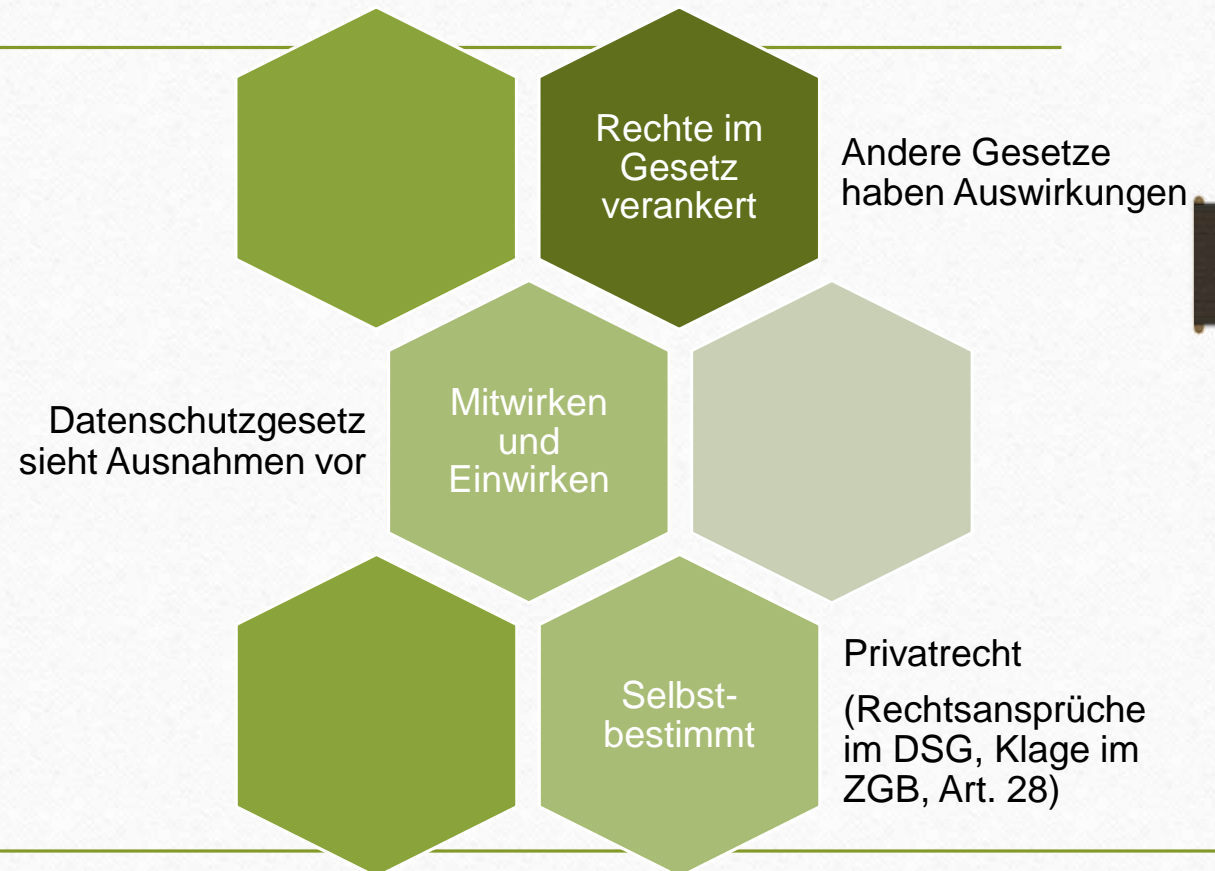 Rechte im
Gesetz
verankert
Andere Gesetze
haben Auswirkungen
Datenschutzgesetz
sieht Ausnahmen vor
Mitwirken
und
Einwirken
Selbst-
bestimmt
Privatrecht
(Rechtsansprüche
im DSG, Klage im
ZGB, Art. 28)